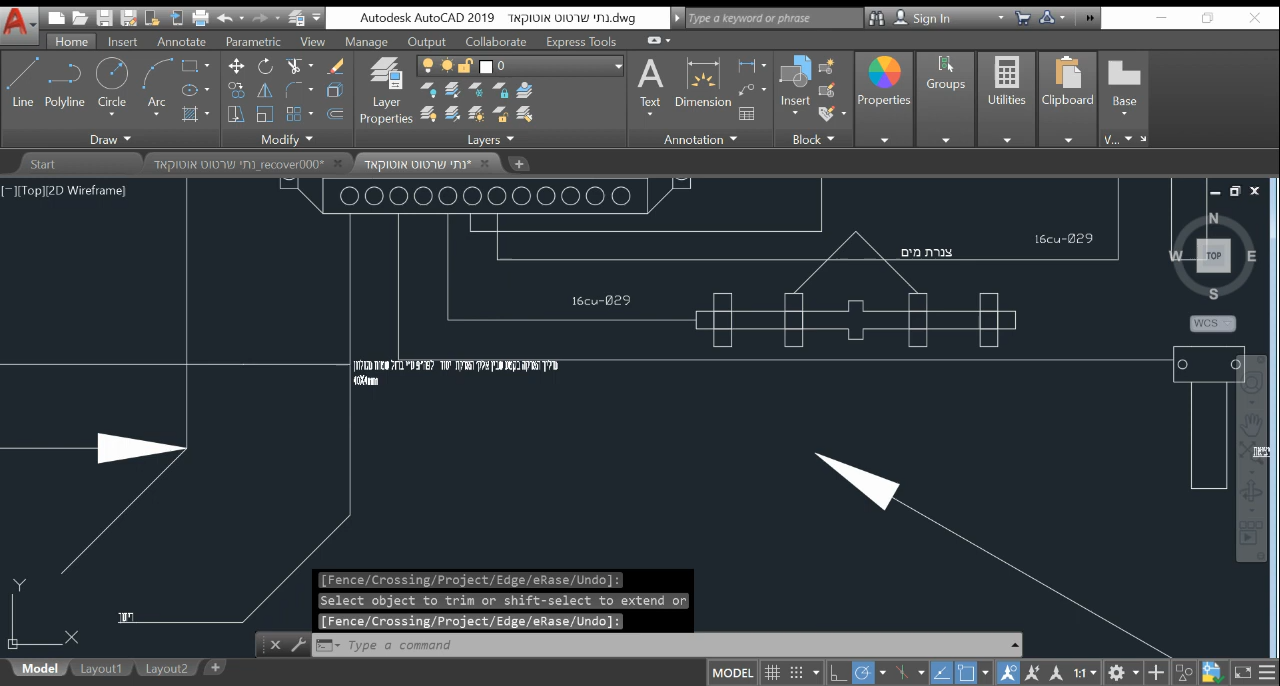 Autodesk AutoCAD 2019 נתי שרטוט אוטוקאד.dwg
Type a keyword or phrase
Sign In
Home Insert Annotate Parametric View Manage Output Collaborate Express Tools
0
Line Polyline Circle Arc
Layer Properties
Text Dimension
Insert
Properties Groups Utilities Clipboard Base
Draw Modify Layers Annotation Block V...
Start נתי שרטוט אוטוקאד_recover000* נתי שרטוט אוטוקאד*
[−][Top][2D Wireframe]
N
W TOP E
S
WCS
16cu-Ø29
צנרת מים
16cu-Ø29
40X4mm
Y
X
[Fence/Crossing/Project/Edge/eRase/Undo]:
Select object to trim or shift-select to extend or
[Fence/Crossing/Project/Edge/eRase/Undo]:
Type a command
Model Layout1 Layout2
MODEL 1:1